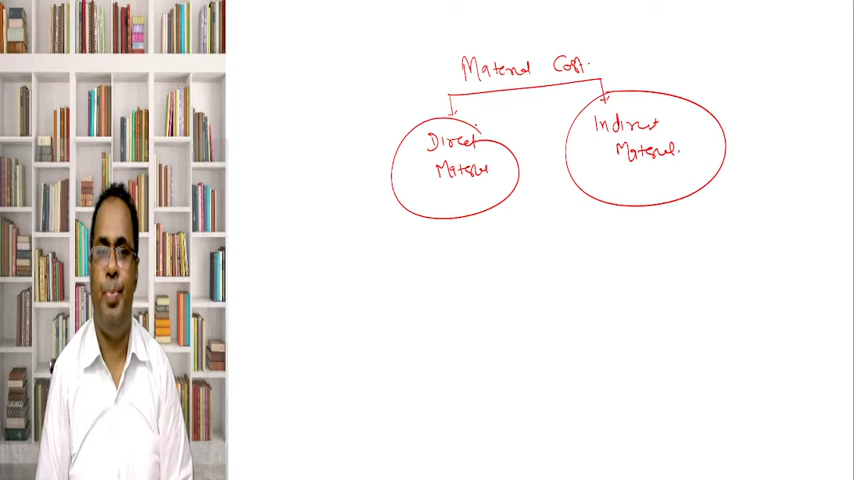 Material Cost.
Direct
Material
Indirect
Material.